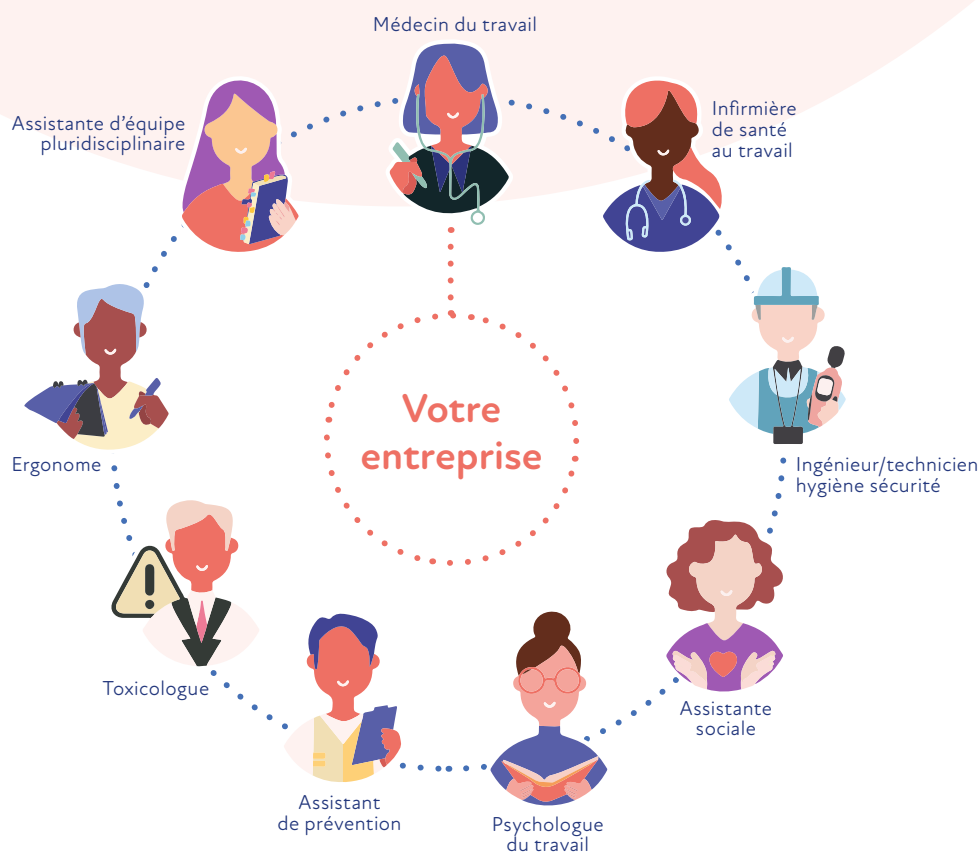 Médecin du travail
Assistante d'équipe
pluridisciplinaire
Infirmière
de santé
au travail
Votre
entreprise
Ergonome
Ingénieur/technicien
hygiène sécurité
Toxicologue
Assistante
sociale
Assistant
de prévention
Psychologue
du travail